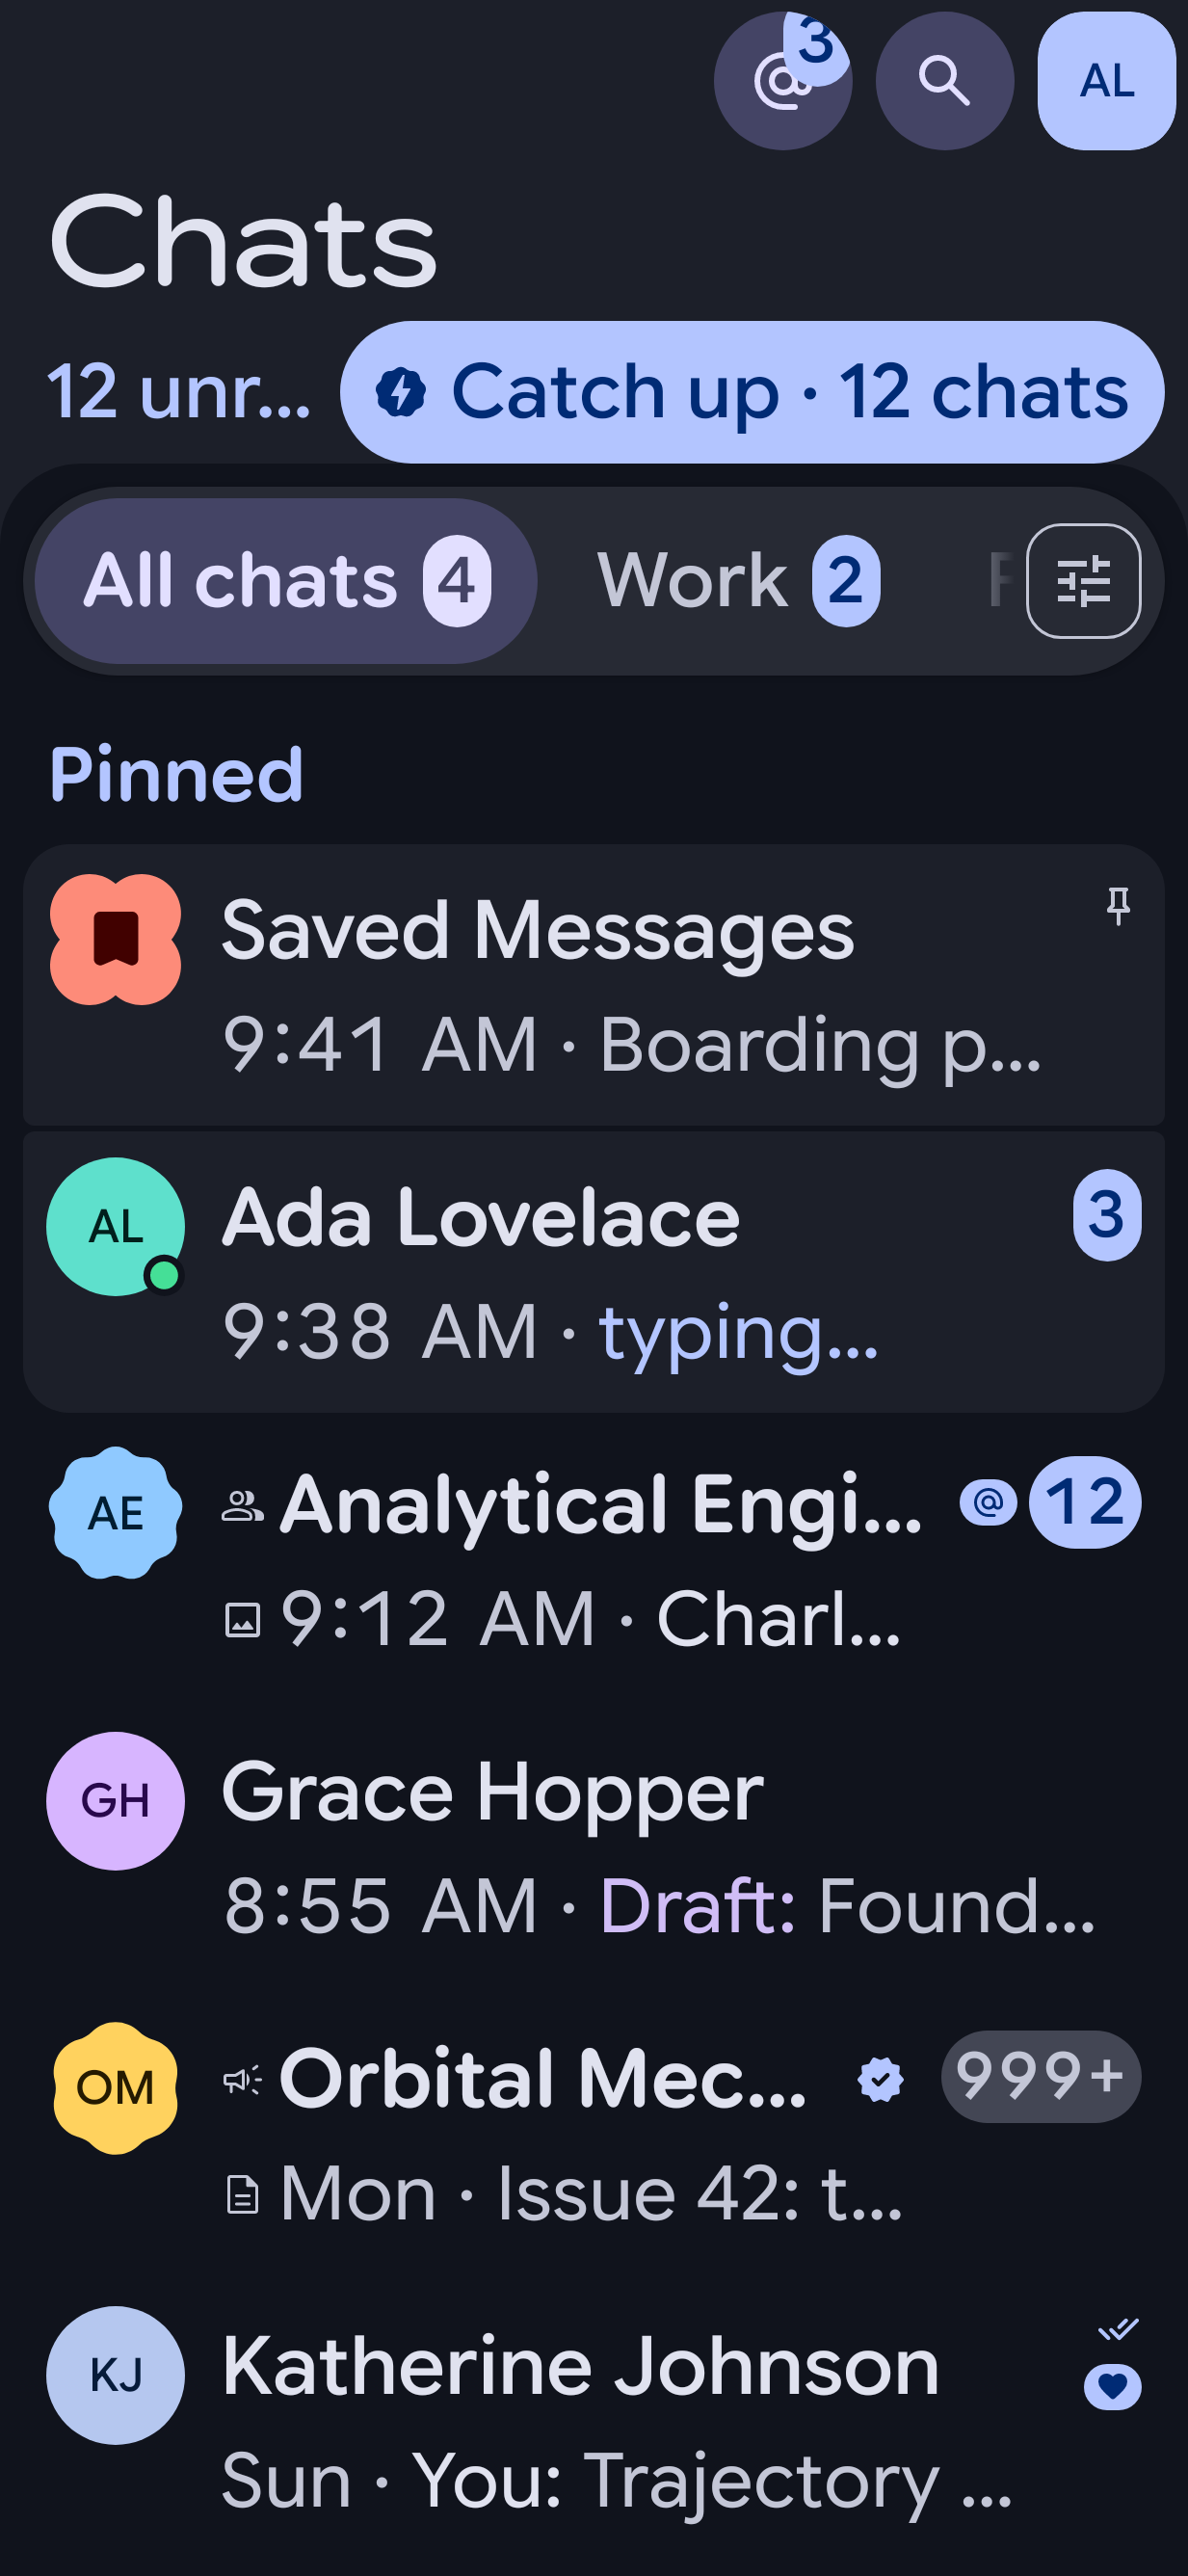 3
AL
Chats
12 unr...
Catch up · 12 chats
All chats 4
Work 2
Pinned
Saved Messages
9:41 AM · Boarding p...
AL
Ada Lovelace
3
9:38 AM · typing...
AE
Analytical Engi...
@ 12
9:12 AM · Charl...
GH
Grace Hopper
8:55 AM · Draft: Found...
OM
Orbital Mec...
999+
Mon · Issue 42: t...
KJ
Katherine Johnson
Sun · You: Trajectory ...